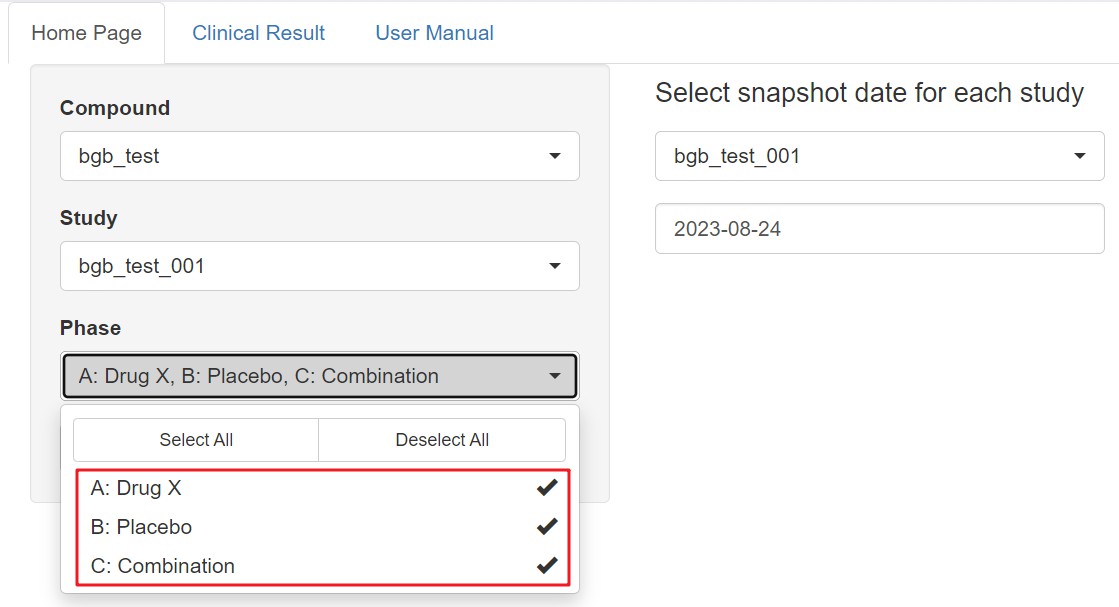 Home Page Clinical Result User Manual
Compound
bgb_test
Study
bgb_test_001
Phase
A: Drug X, B: Placebo, C: Combination
Select All Deselect All
A: Drug X
B: Placebo
C: Combination
Select snapshot date for each study
bgb_test_001
2023-08-24